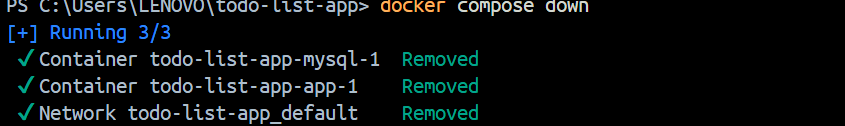 PS C:\Users\LENOVO\todo-list-app> docker compose down
[+] Running 3/3
✔ Container todo-list-app-mysql-1 Removed
✔ Container todo-list-app-app-1 Removed
✔ Network todo-list-app_default Removed